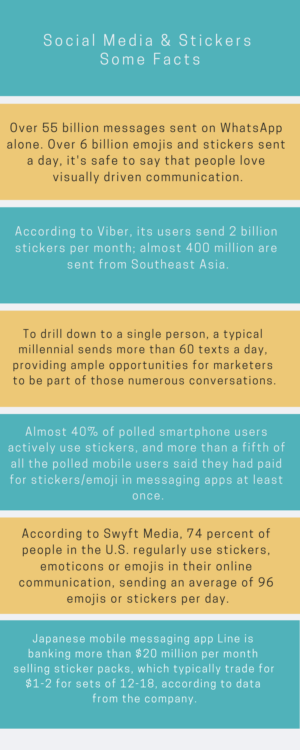 Social Media & Stickers
Some Facts
Over 55 billion messages sent on WhatsApp
alone. Over 6 billion emojis and stickers sent
a day, it's safe to say that people love
visually driven communication.
According to Viber, its users send 2 billion
stickers per month; almost 400 million are
sent from Southeast Asia.
To drill down to a single person, a typical
millennial sends more than 60 texts a day,
providing ample opportunities for marketers
to be part of those numerous conversations.
Almost 40% of polled smartphone users
actively use stickers, and more than a fifth of
all the polled mobile users said they had paid
for stickers/emoji in messaging apps at least
once.
According to Swyft Media, 74 percent of
people in the U.S. regularly use stickers,
emoticons or emojis in their online
communication, sending an average of 96
emojis or stickers per day.
Japanese mobile messaging app Line is
banking more than $20 million per month
selling sticker packs, which typically trade for
$1-2 for sets of 12-18, according to data
from the company.